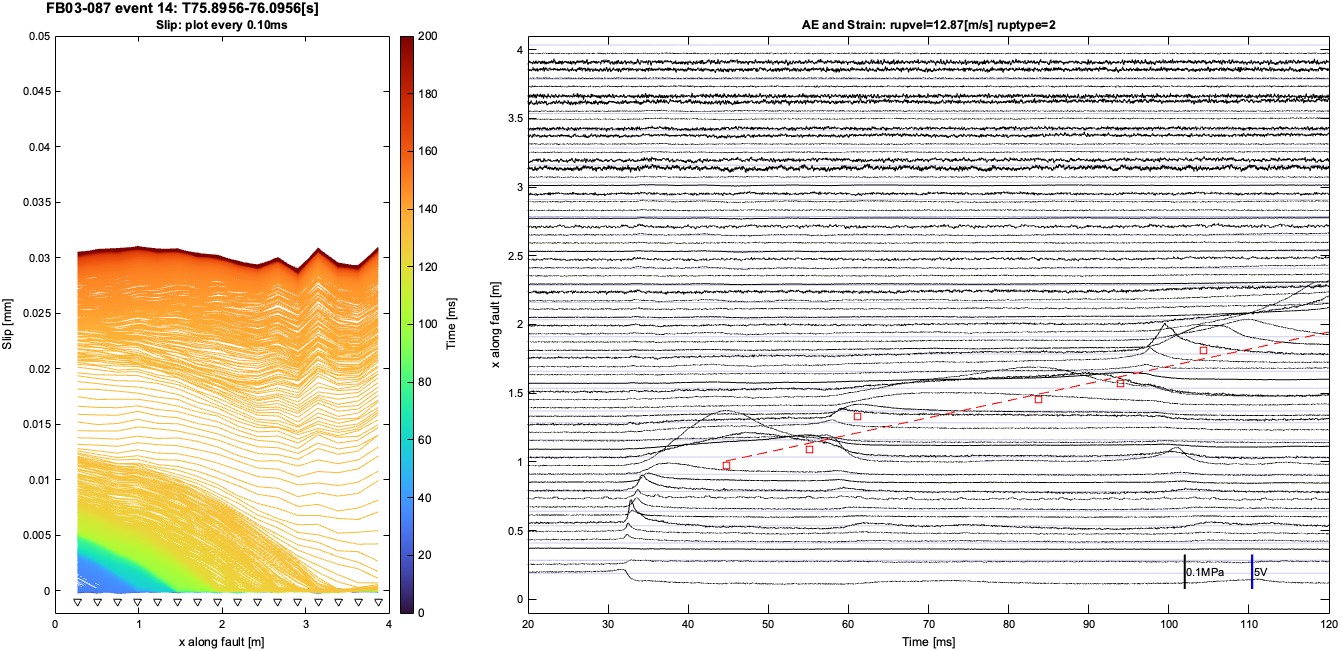 FB03-087 event 14: T75.8956-76.0956[s]
Slip: plot every 0.10ms
0.05
0.045
0.04
0.035
0.03
0.025
0.02
0.015
0.01
0.005
0
Slip [mm]
0 1 2 3 4
x along fault [m]
200
180
160
140
120
100
80
60
40
20
0
Time [ms]
AE and Strain: rupvel=12.87[m/s] ruptype=2
4
3.5
3
2.5
2
1.5
1
0.5
0
x along fault [m]
0.1MPa
5V
20 30 40 50 60 70 80 90 100 110 120
Time [ms]